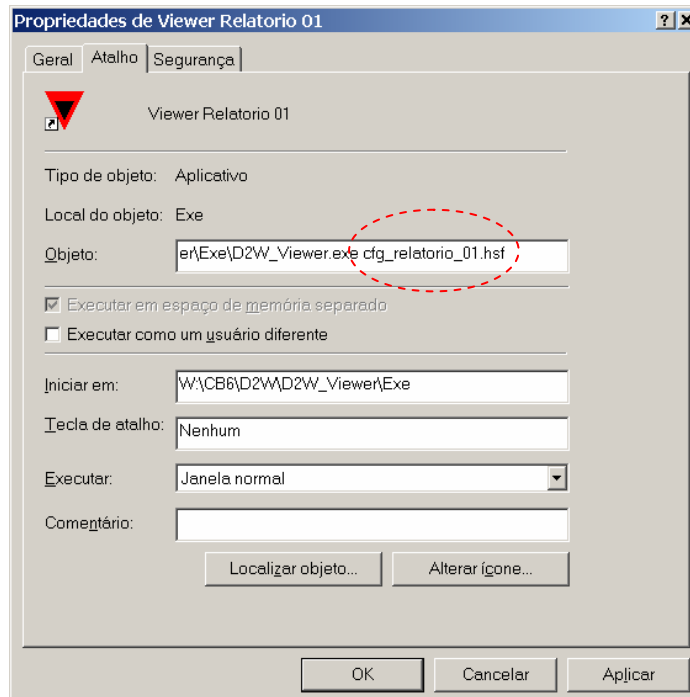 Propriedades de Viewer Relatorio 01
Geral Atalho Segurança
Viewer Relatorio 01
Tipo de objeto: Aplicativo
Local do objeto: Exe
Objeto: er\Exe\D2W_Viewer.exe cfg_relatorio_01.hsf
Executar em espaço de memória separado
Executar como um usuário diferente
Iniciar em: W:\CB6\D2W\D2W_Viewer\Exe
Tecla de atalho: Nenhum
Executar: Janela normal
Comentário:
Localizar objeto... Alterar ícone...
OK Cancelar Aplicar